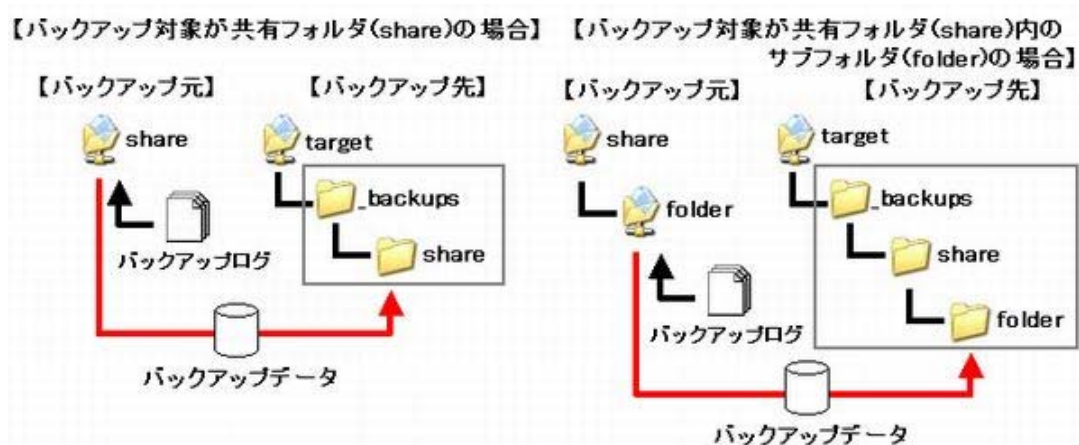 【バックアップ対象が共有フォルダ(share)の場合】
【バックアップ元】
【バックアップ先】
share
target
_backups
share
バックアップログ
バックアップデータ
【バックアップ対象が共有フォルダ(share)内の
サブフォルダ(folder)の場合】
【バックアップ元】
【バックアップ先】
share
target
folder
_backups
share
folder
バックアップログ
バックアップデータ